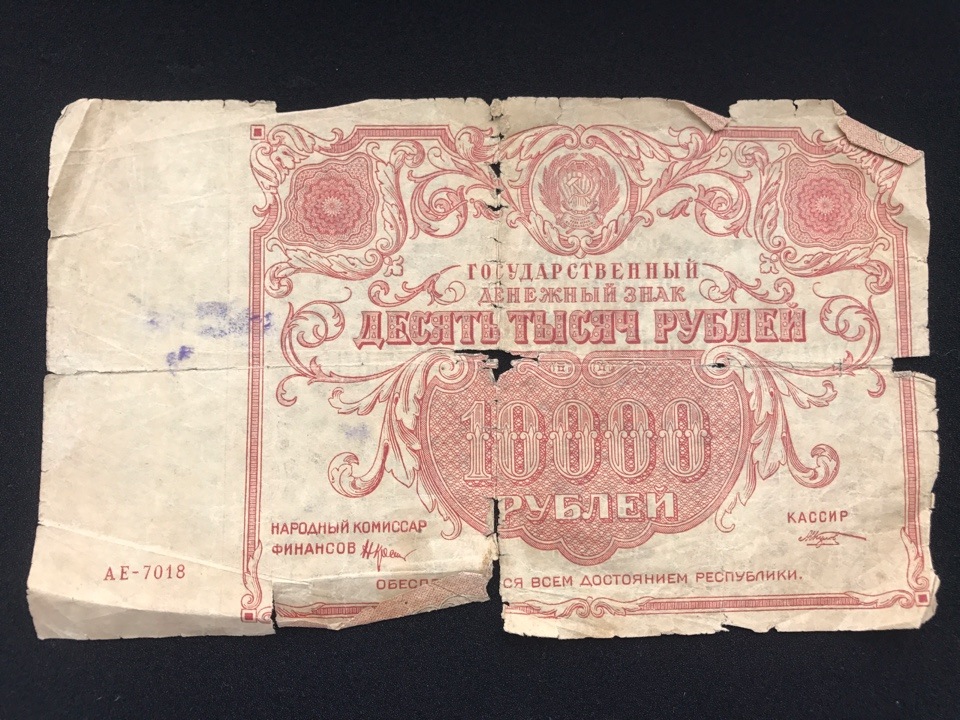 ГОСУДАРСТВЕННЫЙ
ДЕНЕЖНЫЙ ЗНАК
ДЕСЯТЬ ТЫСЯЧ РУБЛЕЙ
10000
РУБЛЕЙ
НАРОДНЫЙ КОМИССАР
ФИНАНСОВ
КАССИР
АЕ-7018
ВСЕМ ДОСТОЯНИЕМ РЕСПУБЛИКИ.